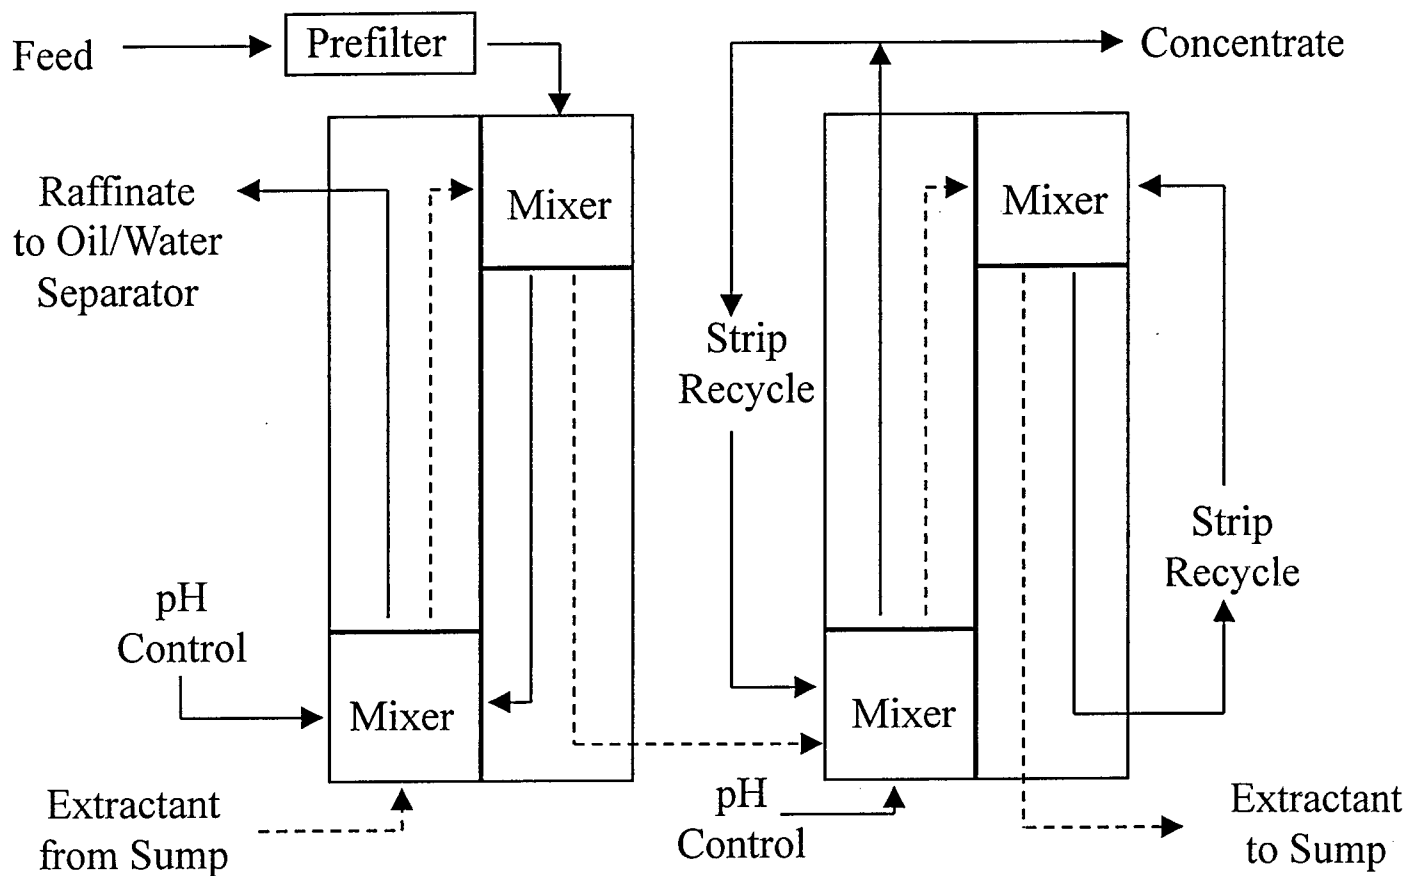 Feed
Prefilter
Concentrate
Raffinate
to Oil/Water
Separator
Mixer
Mixer
Strip
Recycle
Strip
Recycle
pH
Control
Mixer
Mixer
Extractant
from Sump
pH
Control
Extractant
to Sump